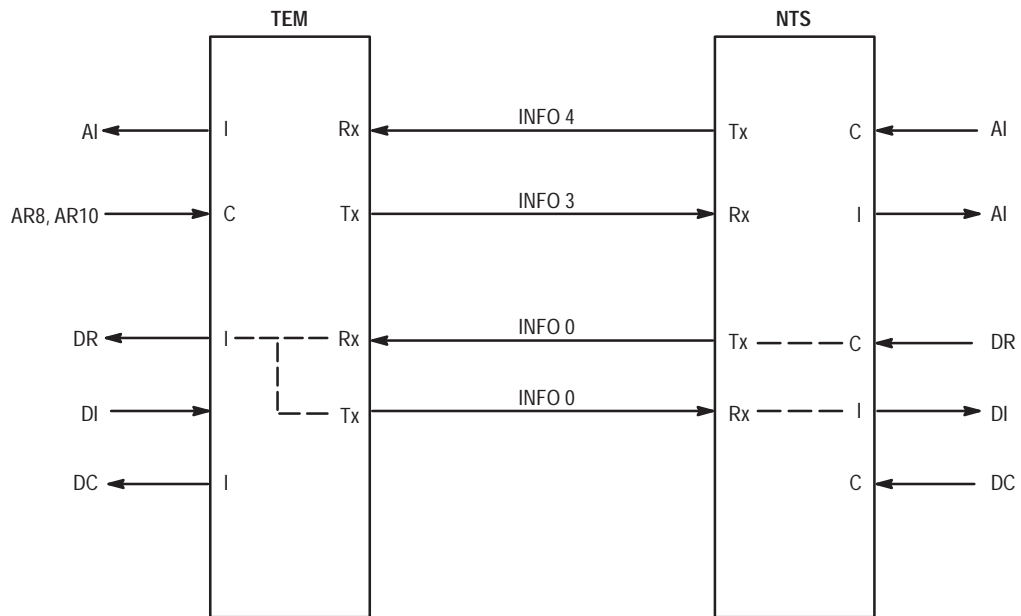 TEM NTS
AI I Rx INFO 4 Tx C AI
AR8, AR10 C Tx INFO 3 Rx I AI
DR I Rx INFO 0 Tx C DR
DI Tx INFO 0 Rx I DI
DC I C DC